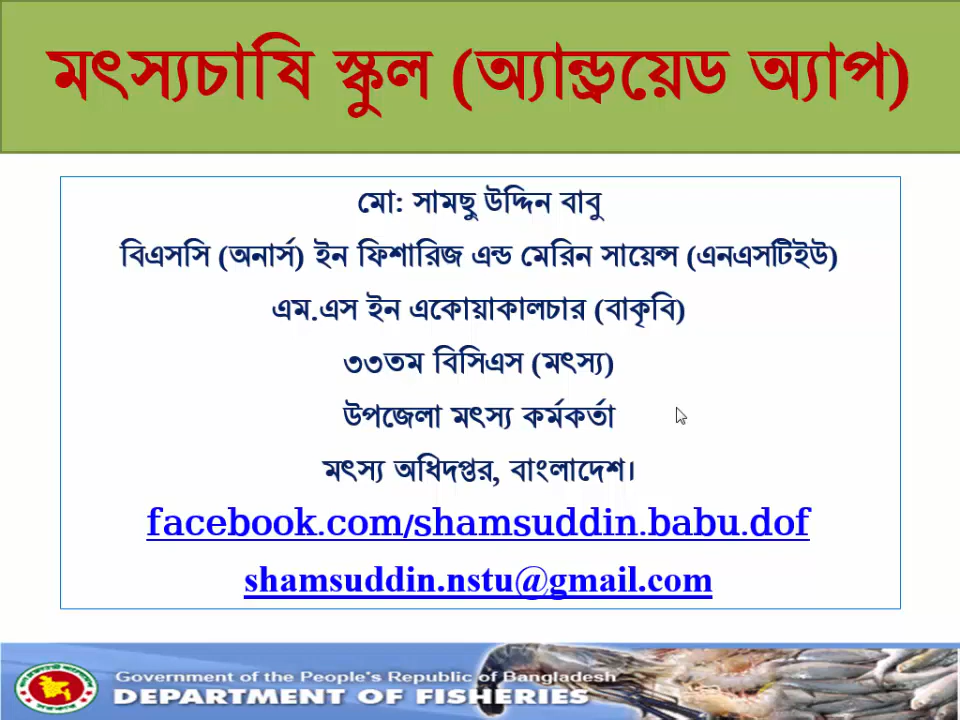 মৎস্যচাষি স্কুল (অ্যান্ড্রয়েড অ্যাপ)
মো: সামছু উদ্দিন বাবু
বিএসসি (অনার্স) ইন ফিশারিজ এন্ড মেরিন সায়েন্স (এনএসটিইউ)
এম.এস ইন একোয়াকালচার (বাকৃবি)
৩৩তম বিসিএস (মৎস্য)
উপজেলা মৎস্য কর্মকর্তা
মৎস্য অধিদপ্তর, বাংলাদেশ।
facebook.com/shamsuddin.babu.dof
shamsuddin.nstu@gmail.com
Government of the People's Republic of Bangladesh
DEPARTMENT OF FISHERIES